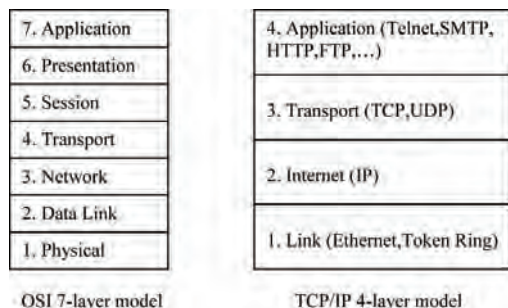 7. Application
6. Presentation
5. Session
4. Transport
3. Network
2. Data Link
1. Physical
OSI 7-layer model
4. Application (Telnet,SMTP,
HTTP,FTP,...)
3. Transport (TCP,UDP)
2. Internet (IP)
1. Link (Ethernet,Token Ring)
TCP/IP 4-layer model